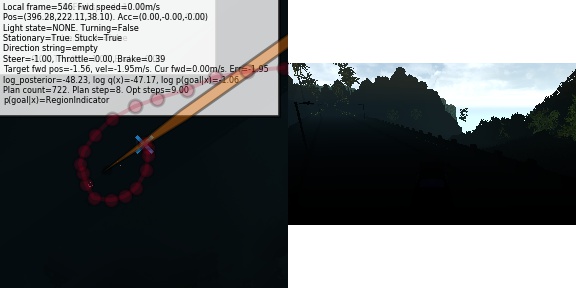 Local frame=546. Fwd speed=0.00m/s
Pos=(396.28,222.11,38.10). Acc=(0.00,-0.00,-0.00)
Light state=NONE. Turning=False
Stationary=True. Stuck=True
Direction string=empty
Steer=-1.00, Throttle=0.00, Brake=0.39
Target fwd pos=-1.56, vel=-1.95m/s. Cur fwd=0.00m/s. Err=-1.95
log_posterior=-48.23, log q(x)=-47.17, log p(goal|x)=-1.06
Plan count=722. Plan step=8. Opt steps=9.00
p(goal|x)=RegionIndicator